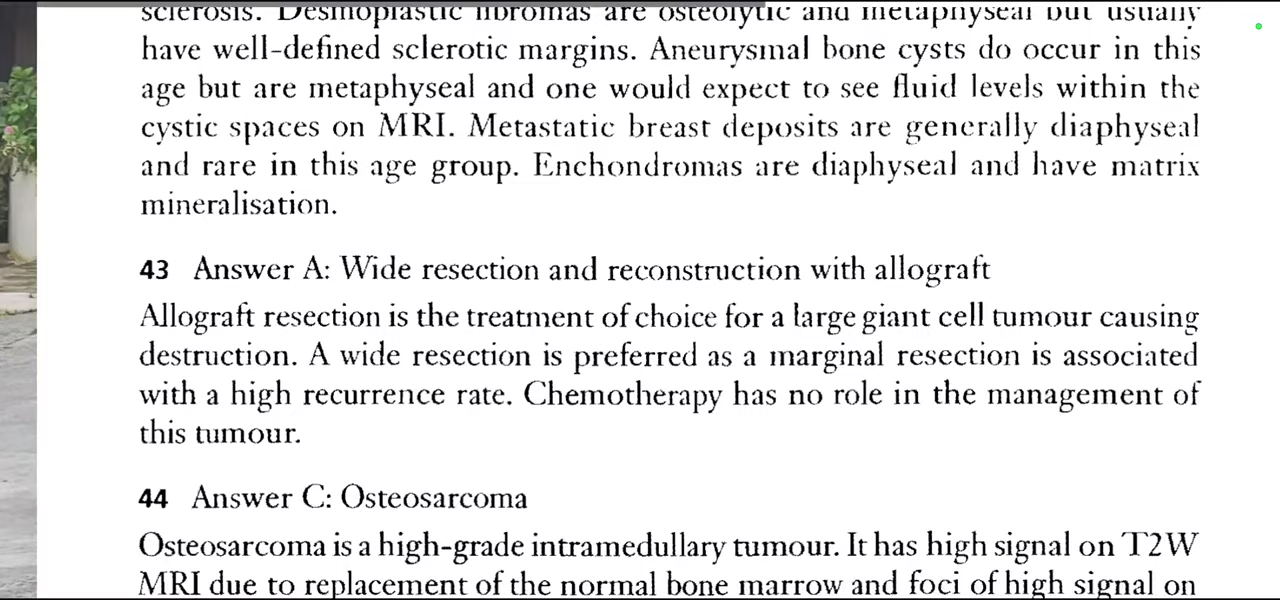 sclerosis. Desmoplastic fibromas are osteolytic and metaphyseal but usually
have well-defined sclerotic margins. Aneurysmal bone cysts do occur in this
age but are metaphyseal and one would expect to see fluid levels within the
cystic spaces on MRI. Metastatic breast deposits are generally diaphyseal
and rare in this age group. Enchondromas are diaphyseal and have matrix
mineralisation.
43 Answer A: Wide resection and reconstruction with allograft
Allograft resection is the treatment of choice for a large giant cell tumour causing
destruction. A wide resection is preferred as a marginal resection is associated
with a high recurrence rate. Chemotherapy has no role in the management of
this tumour.
44 Answer C: Osteosarcoma
Osteosarcoma is a high-grade intramedullary tumour. It has high signal on T2W
MRI due to replacement of the normal bone marrow and foci of high signal on